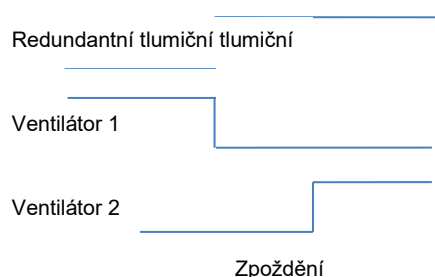 Redundantní tlumiční tlumiční
Ventilátor 1
Ventilátor 2
Zpoždění